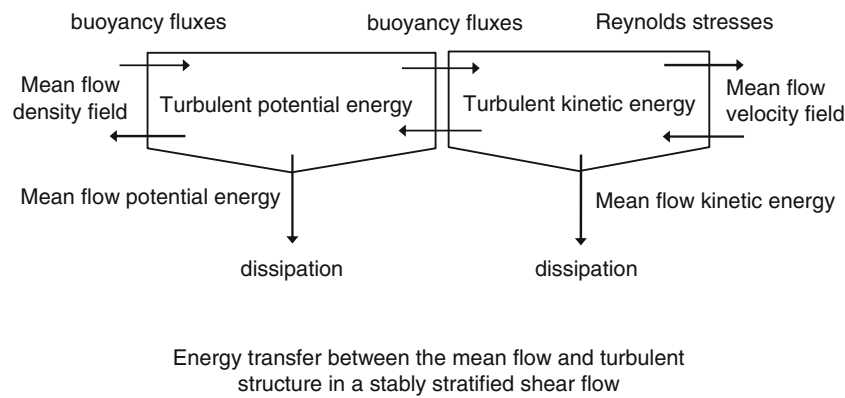 buoyancy fluxes
buoyancy fluxes
Reynolds stresses
Mean flow
density field
Turbulent potential energy
Turbulent kinetic energy
Mean flow
velocity field
Mean flow potential energy
Mean flow kinetic energy
dissipation
dissipation
Energy transfer between the mean flow and turbulent
structure in a stably stratified shear flow